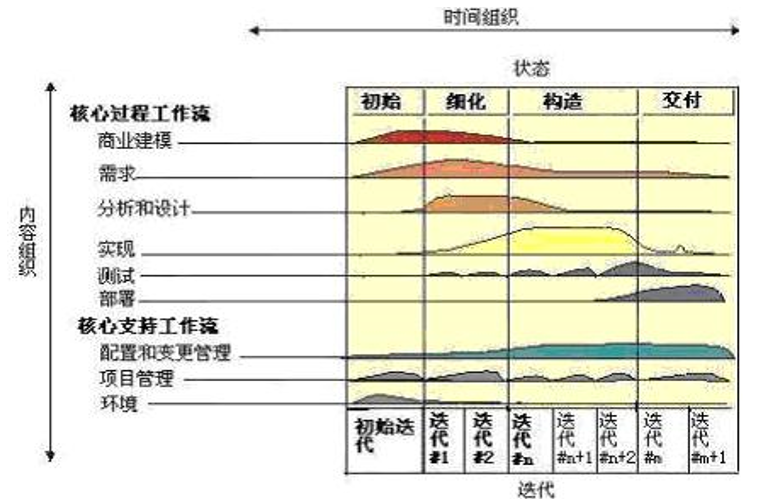 时间组织
状态
初始 细化 构造 交付
核心过程工作流
商业建模
需求
分析和设计
实现
测试
部署
核心支持工作流
配置和变更管理
项目管理
环境
内容组织
初始迭
代
迭
代
#1
迭
代
#2
迭
代
#n
迭
代
#n+1
迭
代
#n+2
迭
代
#m
迭
代
#m+1
迭代